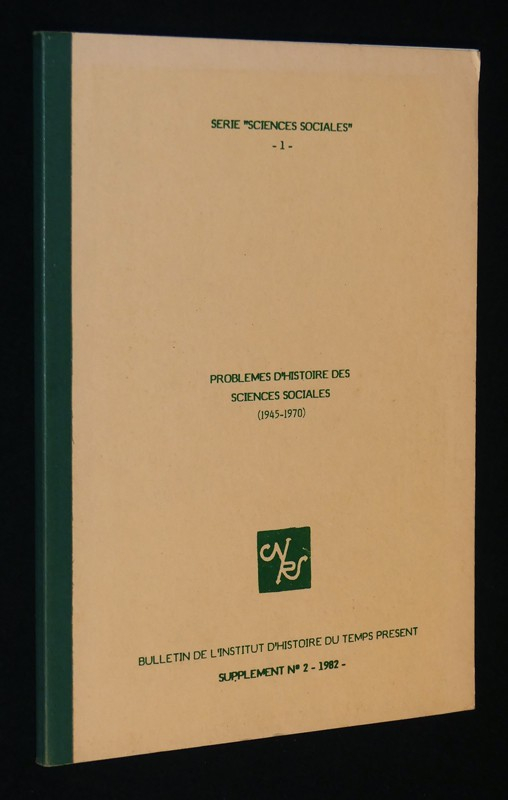 SERIE "SCIENCES SOCIALES"
- 1 -
PROBLEMES D'HISTOIRE DES
SCIENCES SOCIALES
(1945-1970)
CNRS
BULLETIN DE L'INSTITUT D'HISTOIRE DU TEMPS PRESENT
SUPPLEMENT N° 2 - 1982 -